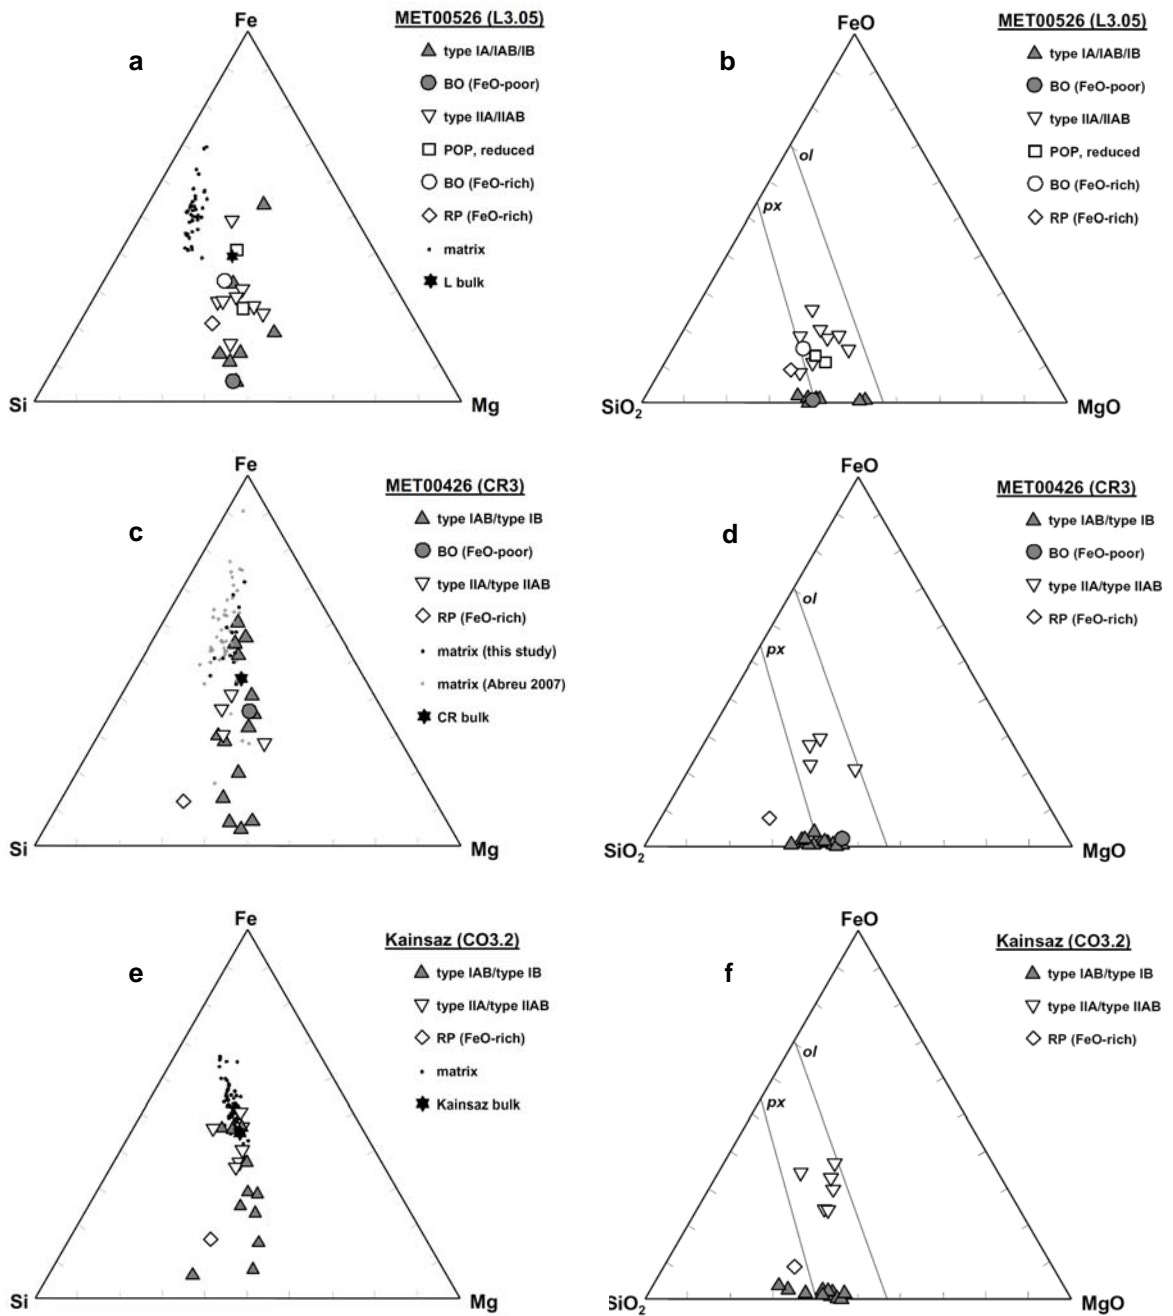 Fe
MET00526 (L3.05)
a
type IA/IAB/IB
BO (FeO-poor)
type IIA/IIAB
POP, reduced
BO (FeO-rich)
RP (FeO-rich)
matrix
L bulk
Si
Mg
FeO
MET00526 (L3.05)
b
type IA/IAB/IB
BO (FeO-poor)
type IIA/IIAB
POP, reduced
BO (FeO-rich)
RP (FeO-rich)
ol
px
SiO2
MgO
Fe
MET00426 (CR3)
c
type IAB/type IB
BO (FeO-poor)
type IIA/type IIAB
RP (FeO-rich)
matrix (this study)
matrix (Abreu 2007)
CR bulk
Si
Mg
FeO
MET00426 (CR3)
d
type IAB/type IB
BO (FeO-poor)
type IIA/type IIAB
RP (FeO-rich)
ol
px
SiO2
MgO
Fe
Kainsaz (CO3.2)
e
type IAB/type IB
type IIA/type IIAB
RP (FeO-rich)
matrix
Kainsaz bulk
Si
Mg
FeO
Kainsaz (CO3.2)
f
type IAB/type IB
type IIA/type IIAB
RP (FeO-rich)
ol
px
SiO2
MgO